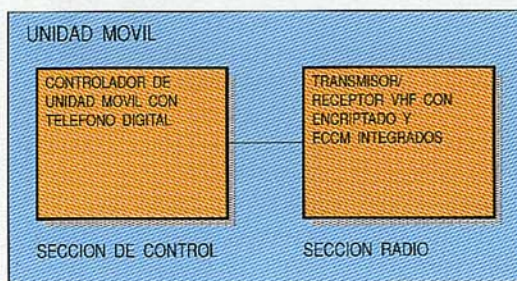 UNIDAD MOVIL
CONTROLADOR DE
UNIDAD MOVIL CON
TELEFONO DIGITAL
TRANSMISOR/
RECEPTOR VHF CON
ENCRIPTADO Y
ECCM INTEGRADOS
SECCION DE CONTROL
SECCION RADIO